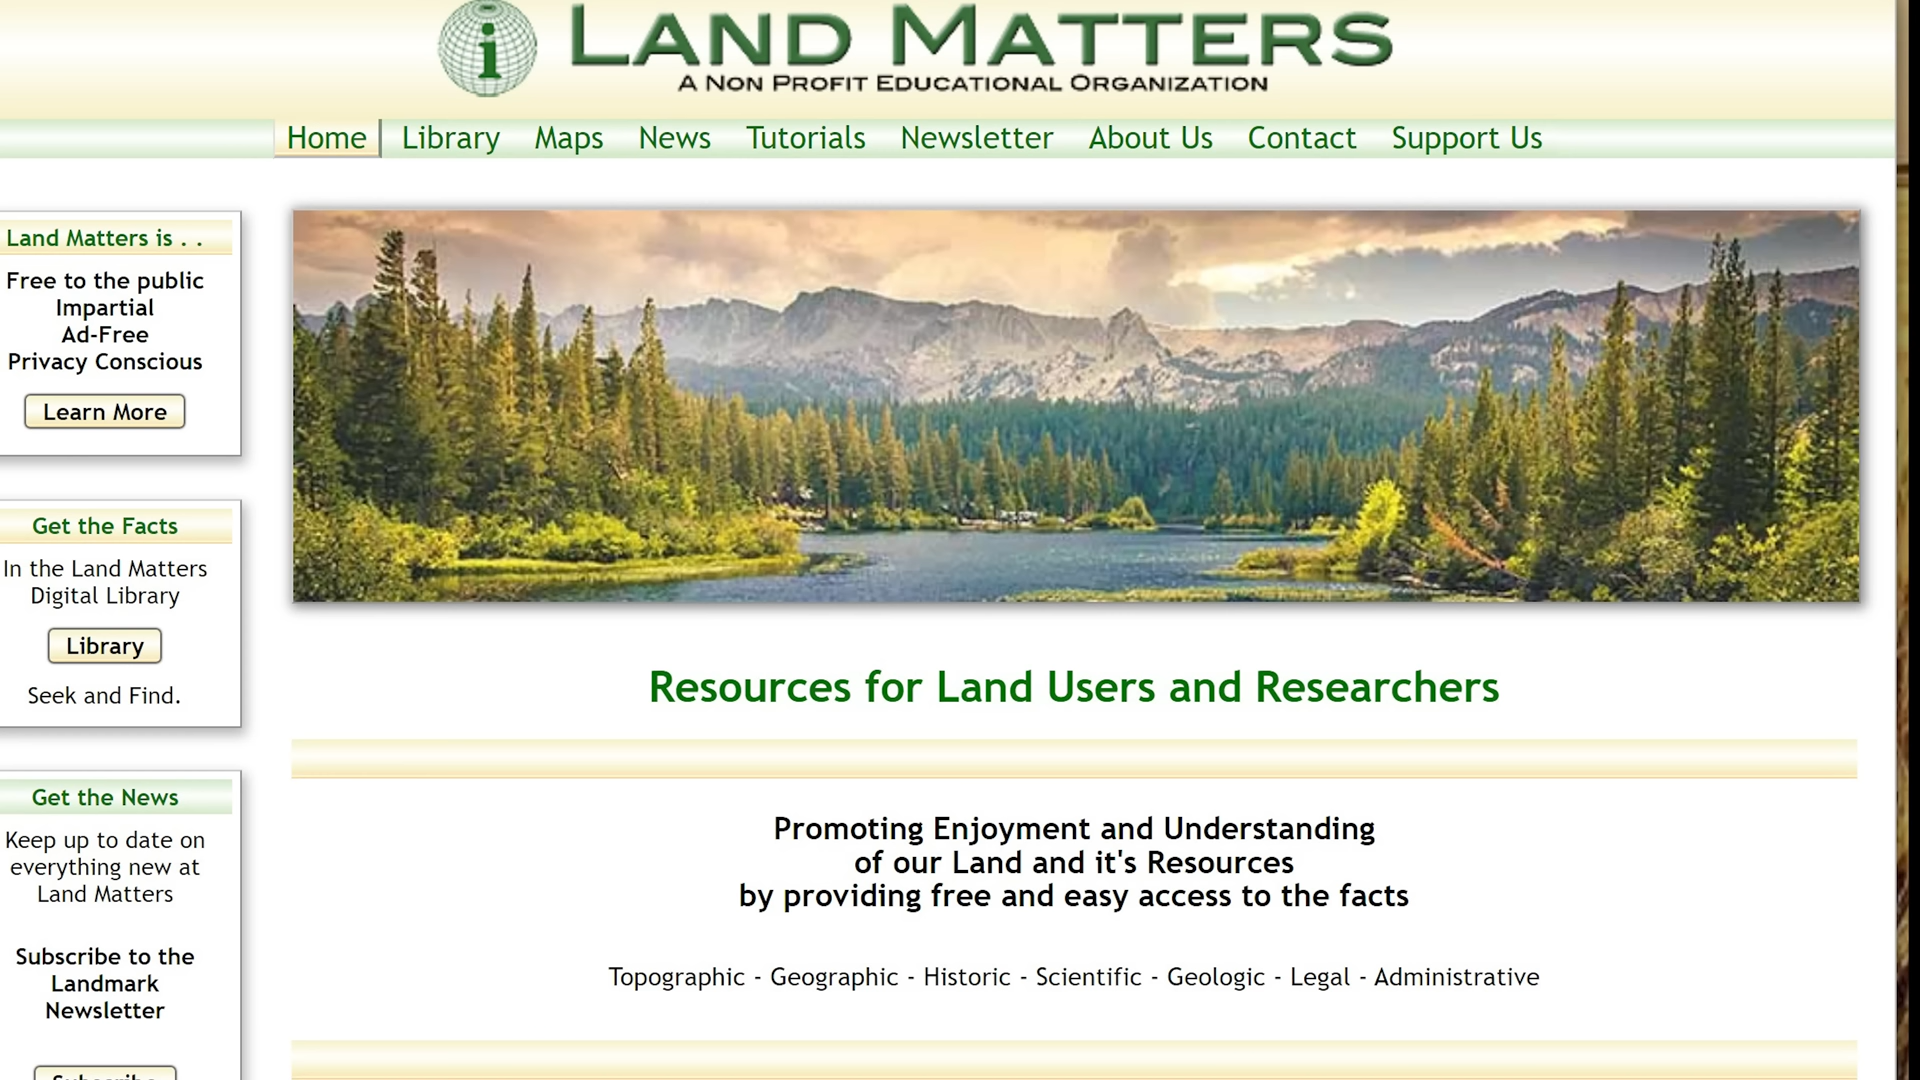 LAND MATTERS
A NON PROFIT EDUCATIONAL ORGANIZATION
Home Library Maps News Tutorials Newsletter About Us Contact Support Us
Land Matters is . .
Free to the public
Impartial
Ad-Free
Privacy Conscious
Learn More
Get the Facts
In the Land Matters
Digital Library
Library
Seek and Find.
Get the News
Keep up to date on
everything new at
Land Matters
Subscribe to the
Landmark
Newsletter
Subscribe
Resources for Land Users and Researchers
Promoting Enjoyment and Understanding
of our Land and it's Resources
by providing free and easy access to the facts
Topographic - Geographic - Historic - Scientific - Geologic - Legal - Administrative